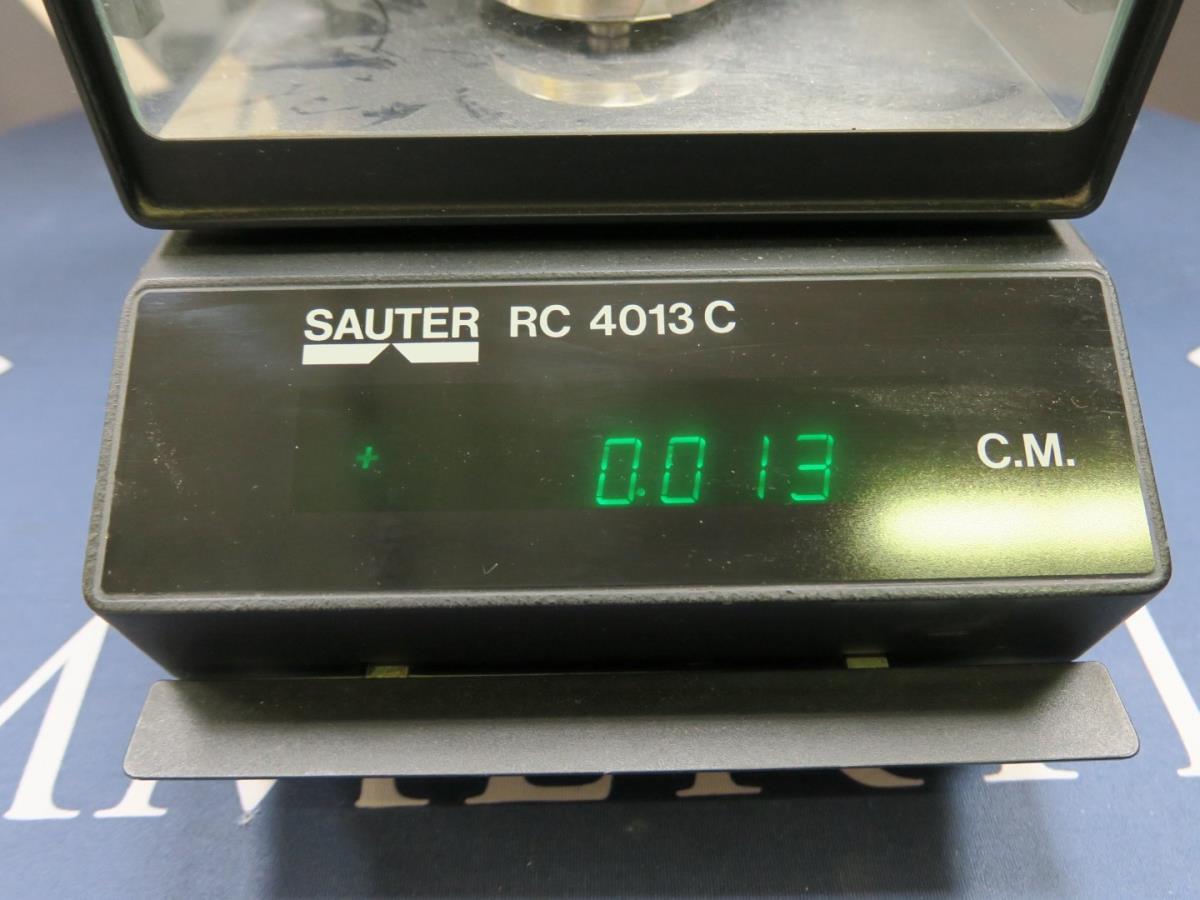 SAUTER RC 4013 C
+ 0.013 C.M.